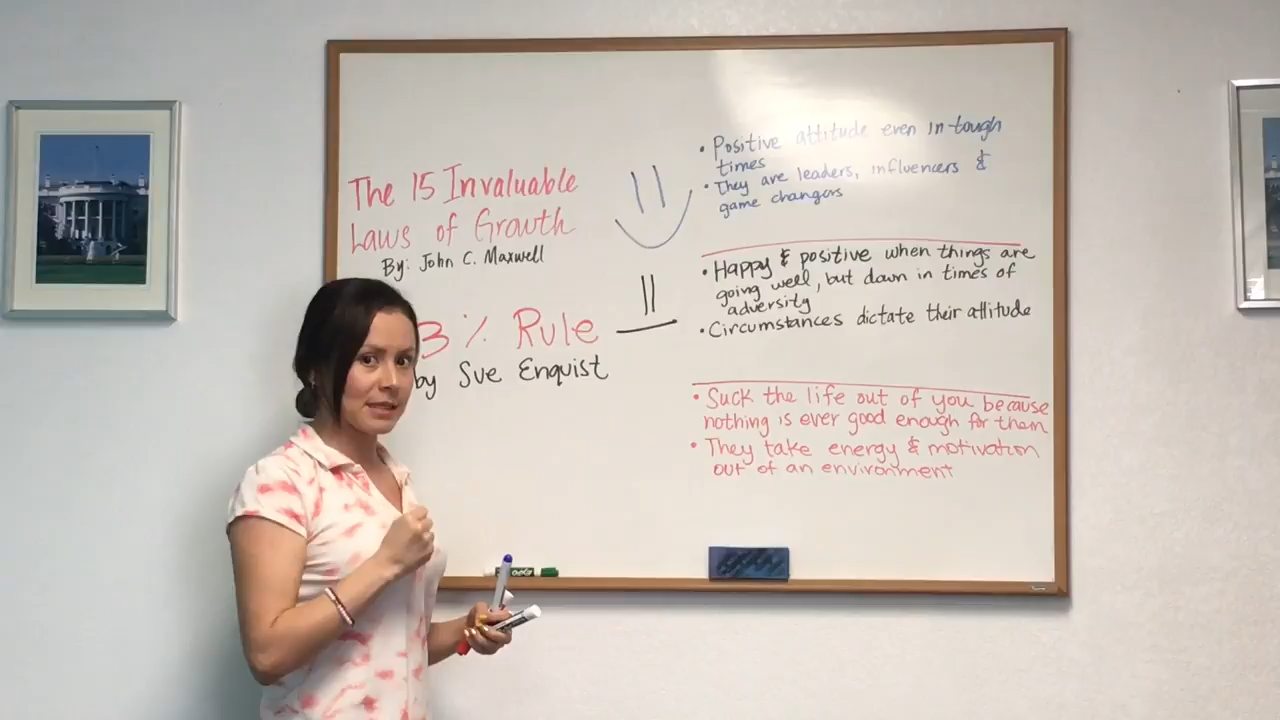 The 15 Invaluable
Laws of Growth
By: John C. Maxwell
3% Rule
by Sue Enquist
• Positive attitude even in tough
times
• They are leaders, influencers &
game changers
• Happy & positive when things are
going well, but down in times of
adversity
• Circumstances dictate their attitude
• Suck the life out of you because
nothing is ever good enough for them
• They take energy & motivation
out of an environment